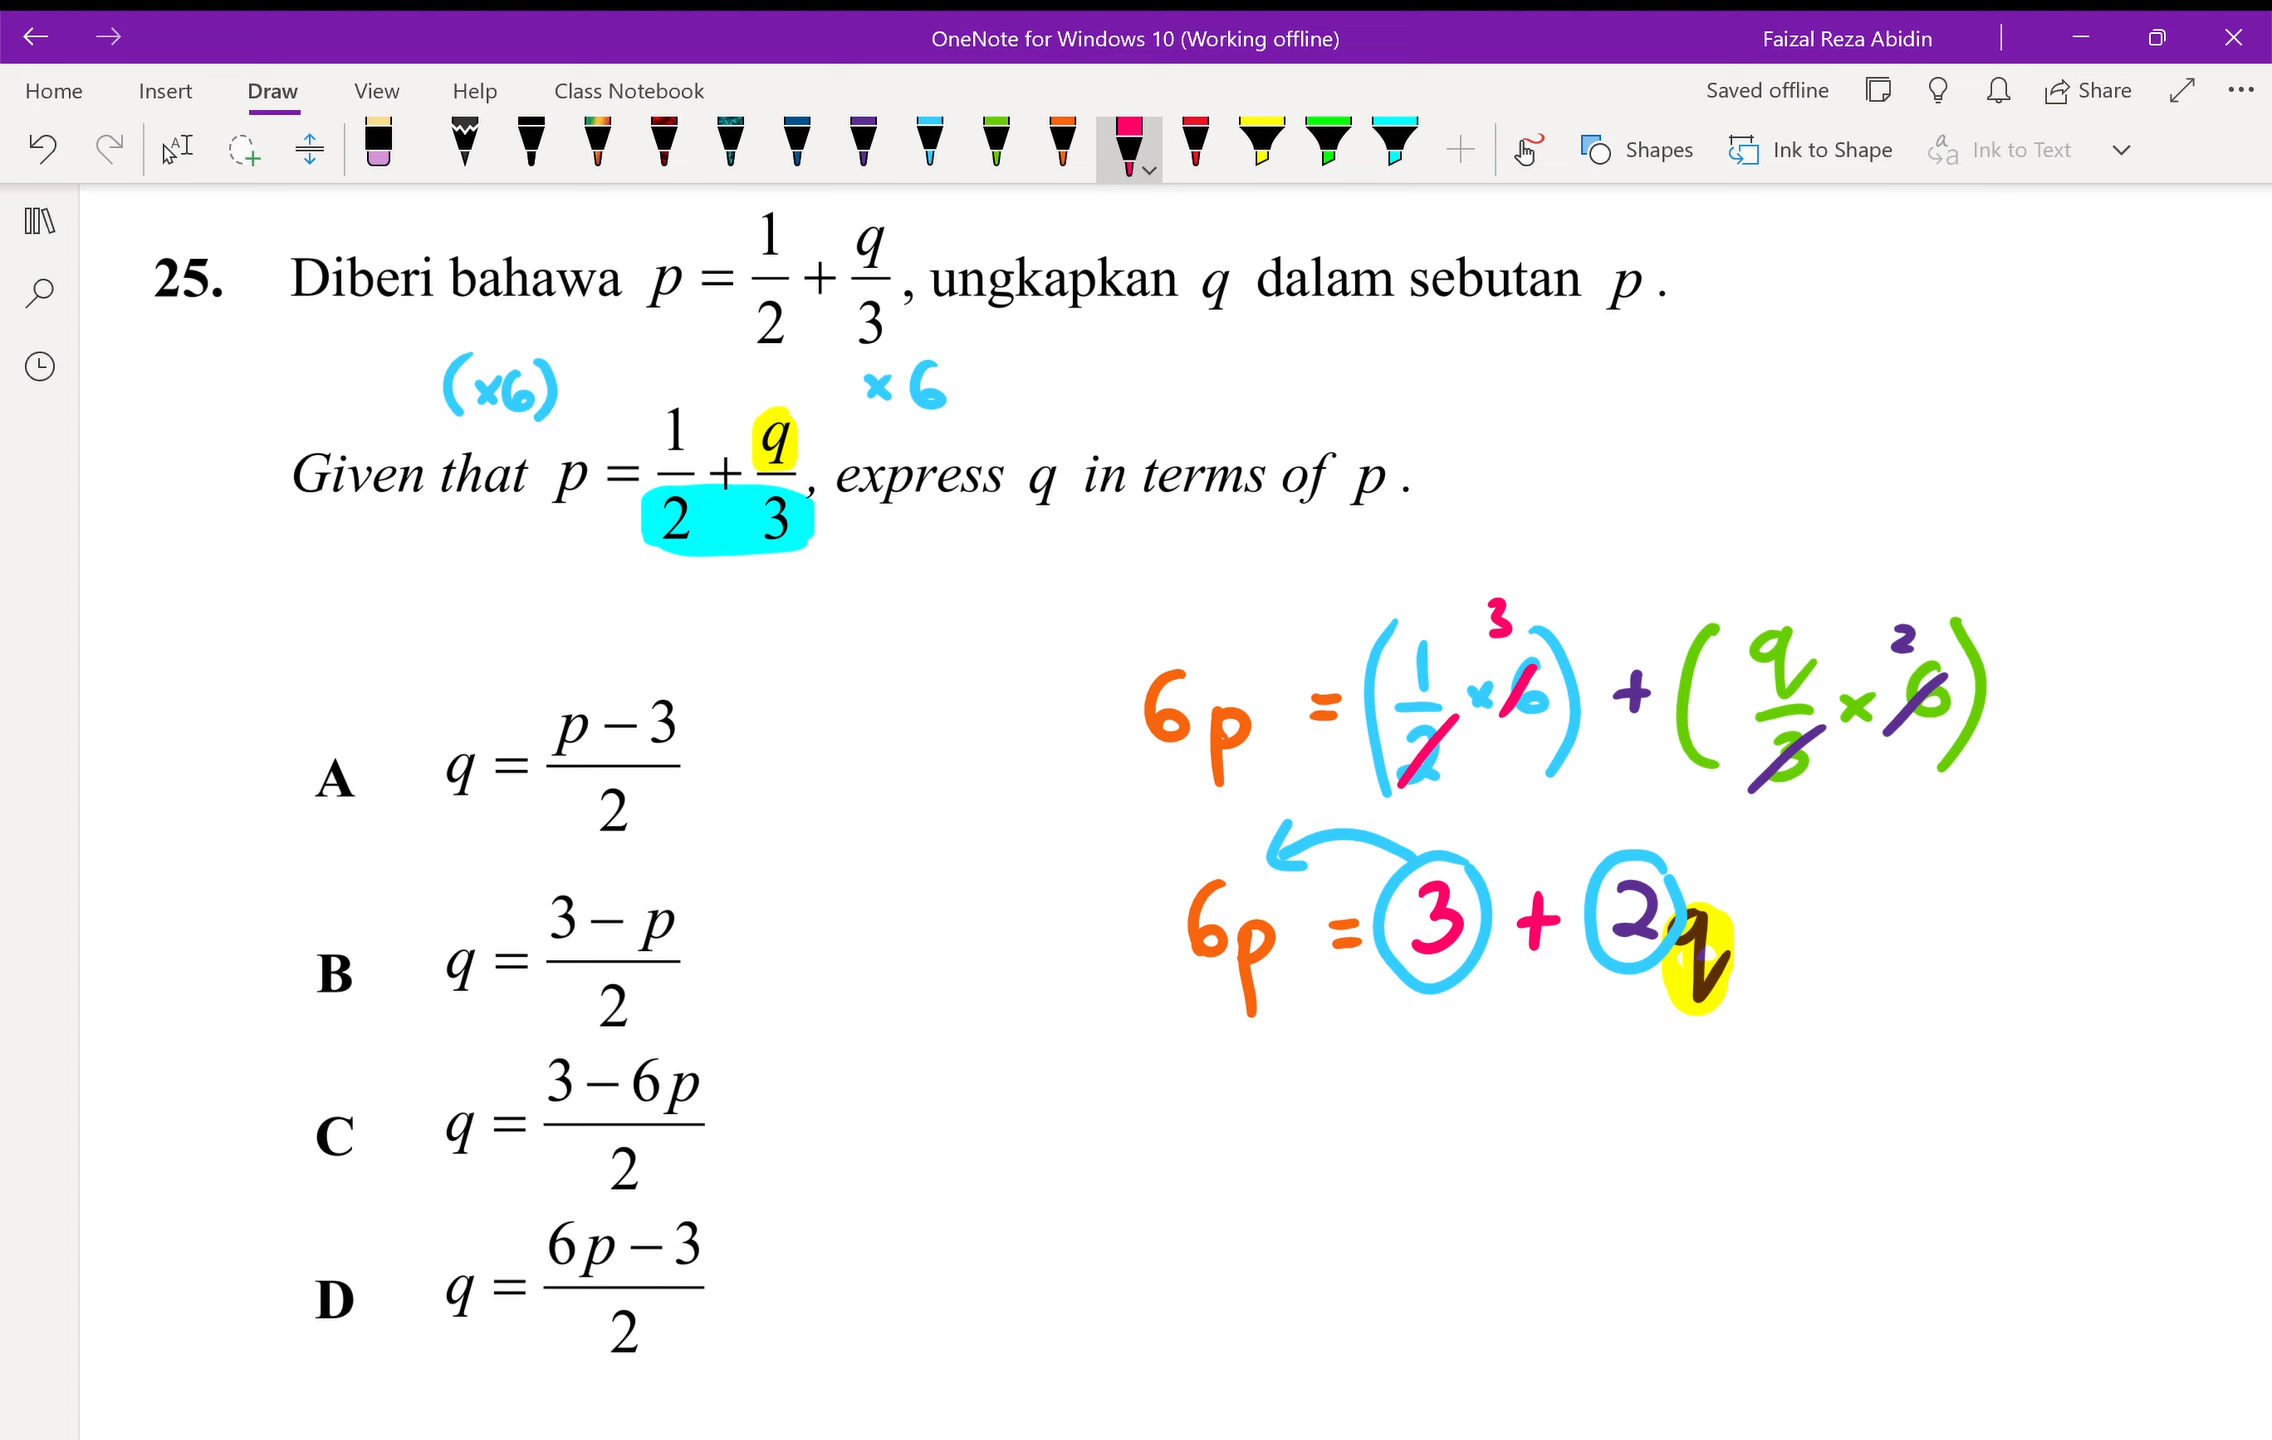 OneNote for Windows 10 (Working offline)
Faizal Reza Abidin
Home Insert Draw View Help Class Notebook
Saved offline Share
Shapes Ink to Shape Ink to Text
25. Diberi bahawa p = 1/2 + q/3, ungkapkan q dalam sebutan p.
(×6) ×6
Given that p = 1/2 + q/3, express q in terms of p.
6p = (1/2 × 6) 3 + (q/3 × 6) 2
6p = 3 + 2q
A q = (p − 3)/2
B q = (3 − p)/2
C q = (3 − 6p)/2
D q = (6p − 3)/2